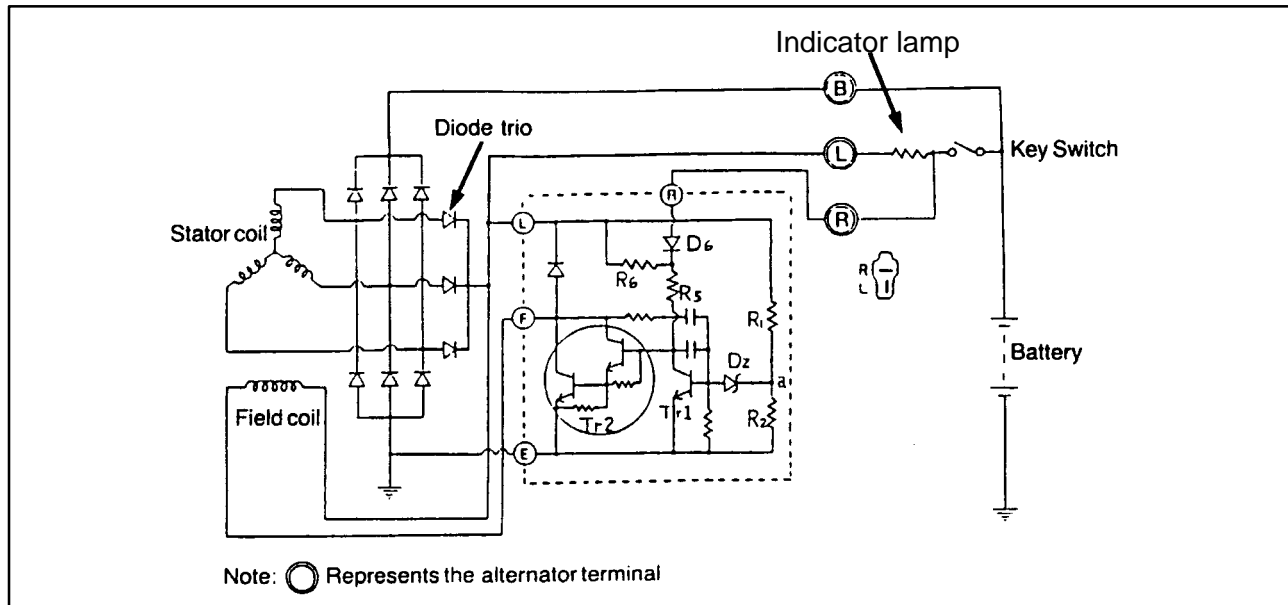 Indicator lamp
B
Diode trio
L
Key Switch
R
R
Stator coil
L
D6
R
L
R6
R5
R1
F
Battery
Dz
a
Field coil
Tr1
R2
Tr2
E
Note: Represents the alternator terminal